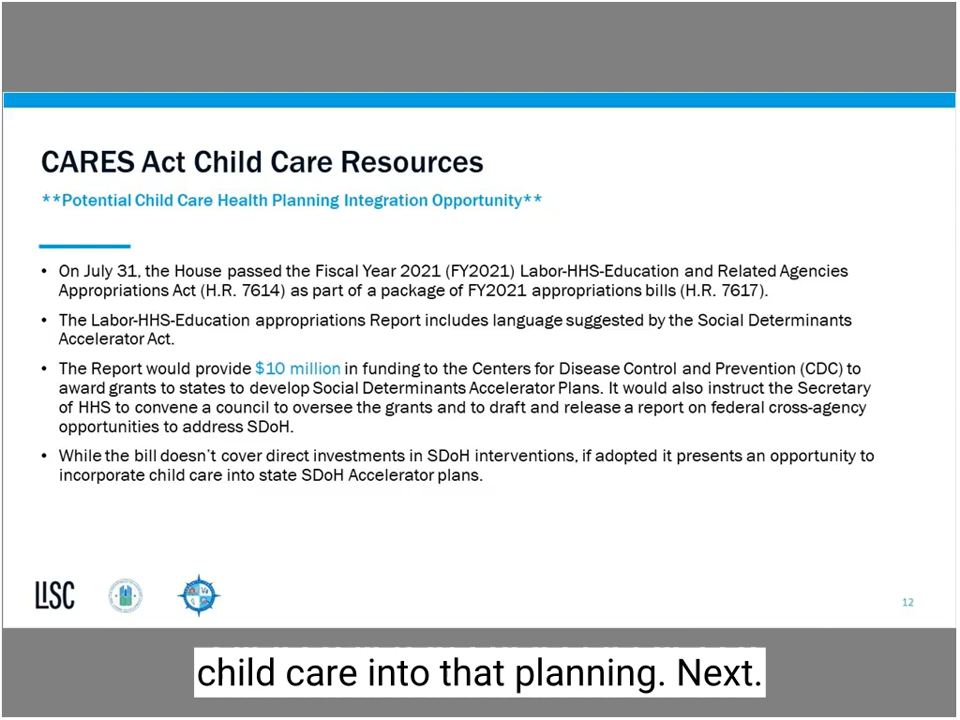 CARES Act Child Care Resources
**Potential Child Care Health Planning Integration Opportunity**
• On July 31, the House passed the Fiscal Year 2021 (FY2021) Labor-HHS-Education and Related Agencies
Appropriations Act (H.R. 7614) as part of a package of FY2021 appropriations bills (H.R. 7617).
• The Labor-HHS-Education appropriations Report includes language suggested by the Social Determinants
Accelerator Act.
• The Report would provide $10 million in funding to the Centers for Disease Control and Prevention (CDC) to
award grants to states to develop Social Determinants Accelerator Plans. It would also instruct the Secretary
of HHS to convene a council to oversee the grants and to draft and release a report on federal cross-agency
opportunities to address SDoH.
• While the bill doesn't cover direct investments in SDoH interventions, if adopted it presents an opportunity to
incorporate child care into state SDoH Accelerator plans.
LISC
12
child care into that planning. Next.